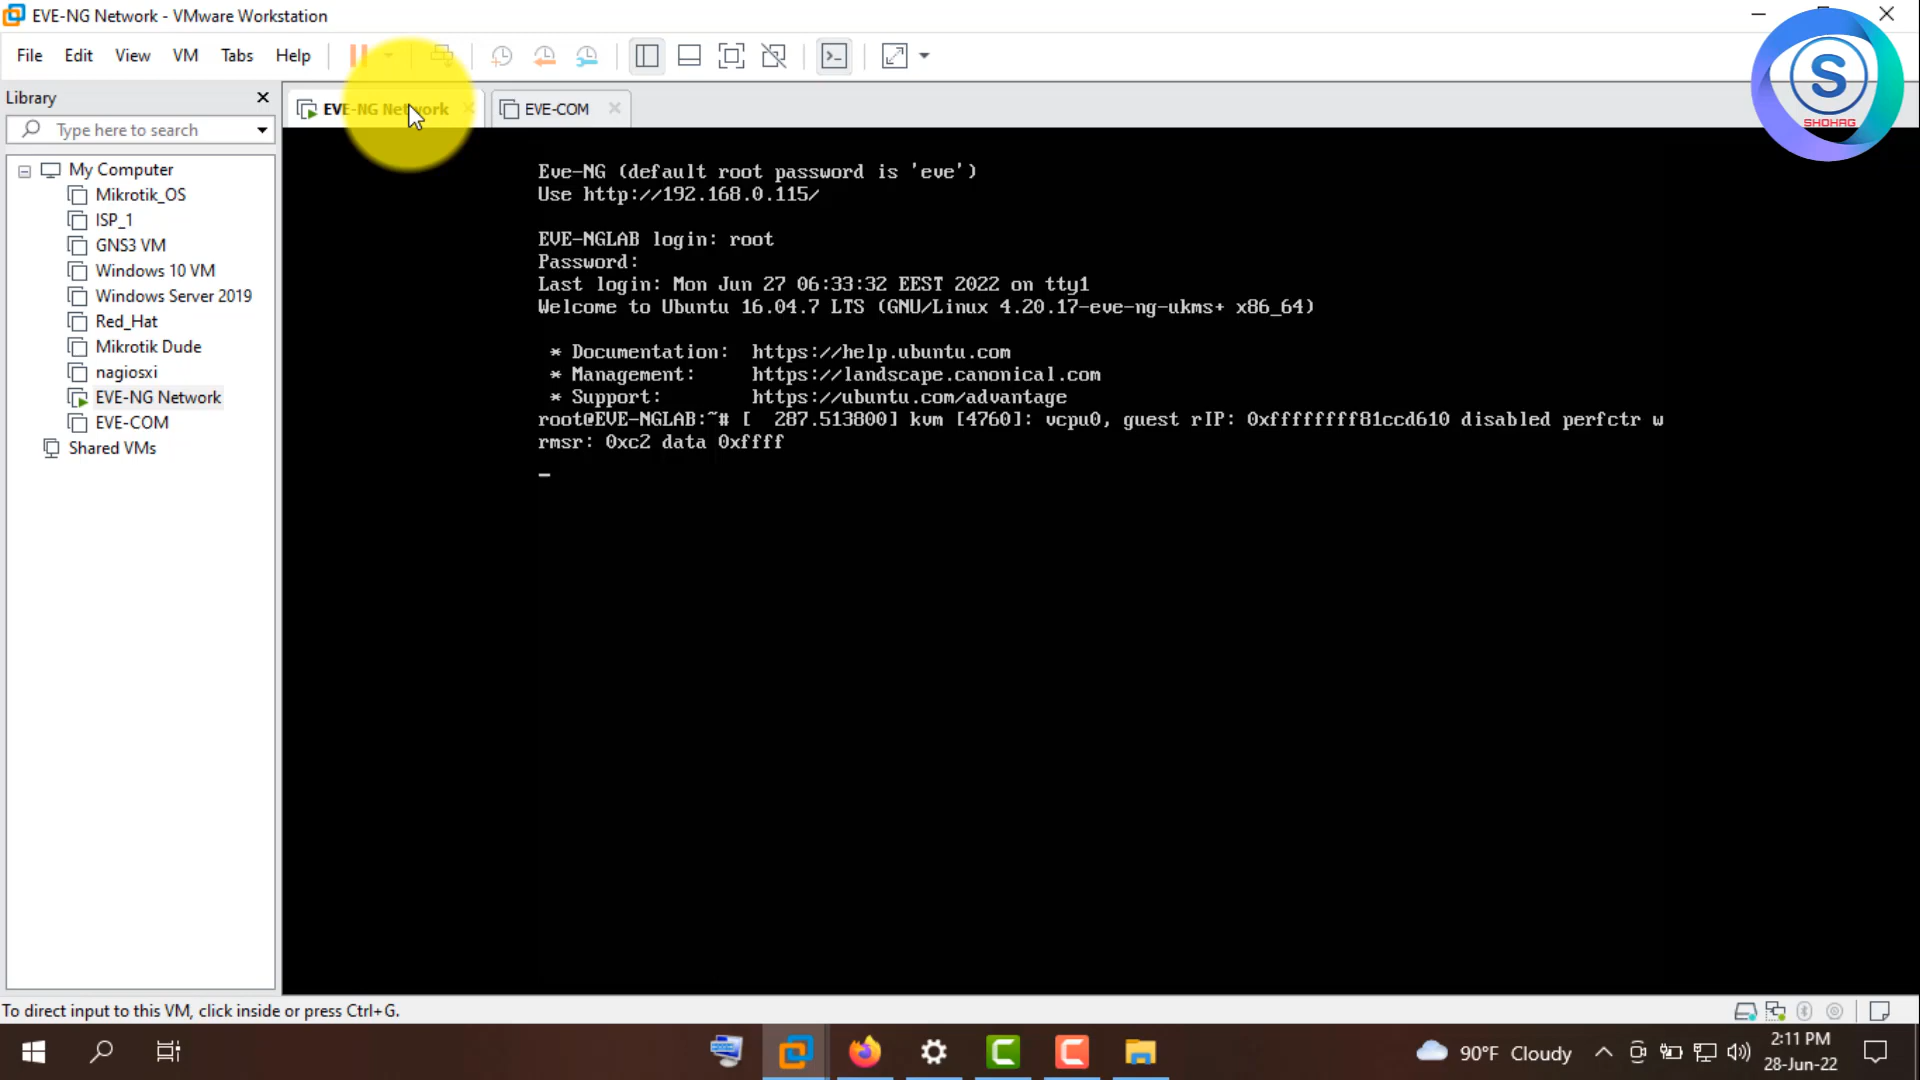 EVE-NG Network - VMware Workstation
File Edit View VM Tabs Help
S
SHOHAG
Library
Type here to search
My Computer
Mikrotik_OS
ISP_1
GNS3 VM
Windows 10 VM
Windows Server 2019
Red_Hat
Mikrotik Dude
nagiosxi
EVE-NG Network
EVE-COM
Shared VMs
EVE-NG Network EVE-COM
Eve-NG (default root password is 'eve')
Use http://192.168.0.115/
EVE-NGLAB login: root
Password:
Last login: Mon Jun 27 06:33:32 EEST 2022 on tty1
Welcome to Ubuntu 16.04.7 LTS (GNU/Linux 4.20.17-eve-ng-ukms+ x86_64)
* Documentation: https://help.ubuntu.com
* Management: https://landscape.canonical.com
* Support: https://ubuntu.com/advantage
root@EVE-NGLAB:~# [ 287.513800] kvm [4760]: vcpu0, guest rIP: 0xffffffff81ccd610 disabled perfctr w
rmsr: 0xc2 data 0xffff
_
To direct input to this VM, click inside or press Ctrl+G.
90°F Cloudy
2:11 PM
28-Jun-22